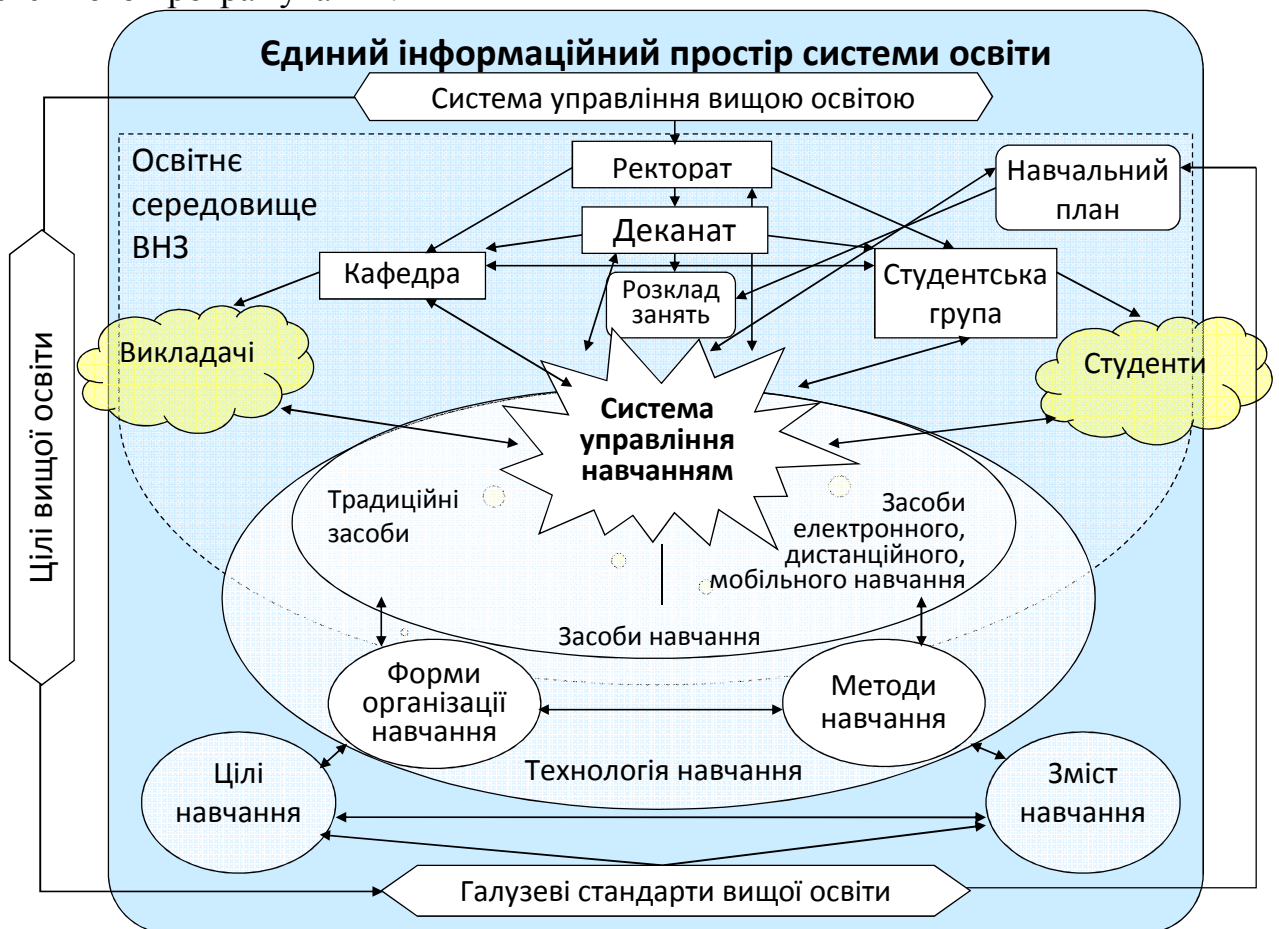 Єдиний інформаційний простір системи освіти
Система управління вищою освітою
Освітнє
середовище
ВНЗ
Ректорат
Навчальний
план
Деканат
Кафедра
Розклад
занять
Студентська
група
Викладачі
Студенти
Цілі вищої освіти
Система
управління
навчанням
Традиційні
засоби
Засоби
електронного,
дистанційного,
мобільного навчання
Засоби навчання
Форми
організації
навчання
Методи
навчання
Технологія навчання
Цілі
навчання
Зміст
навчання
Галузеві стандарти вищої освіти